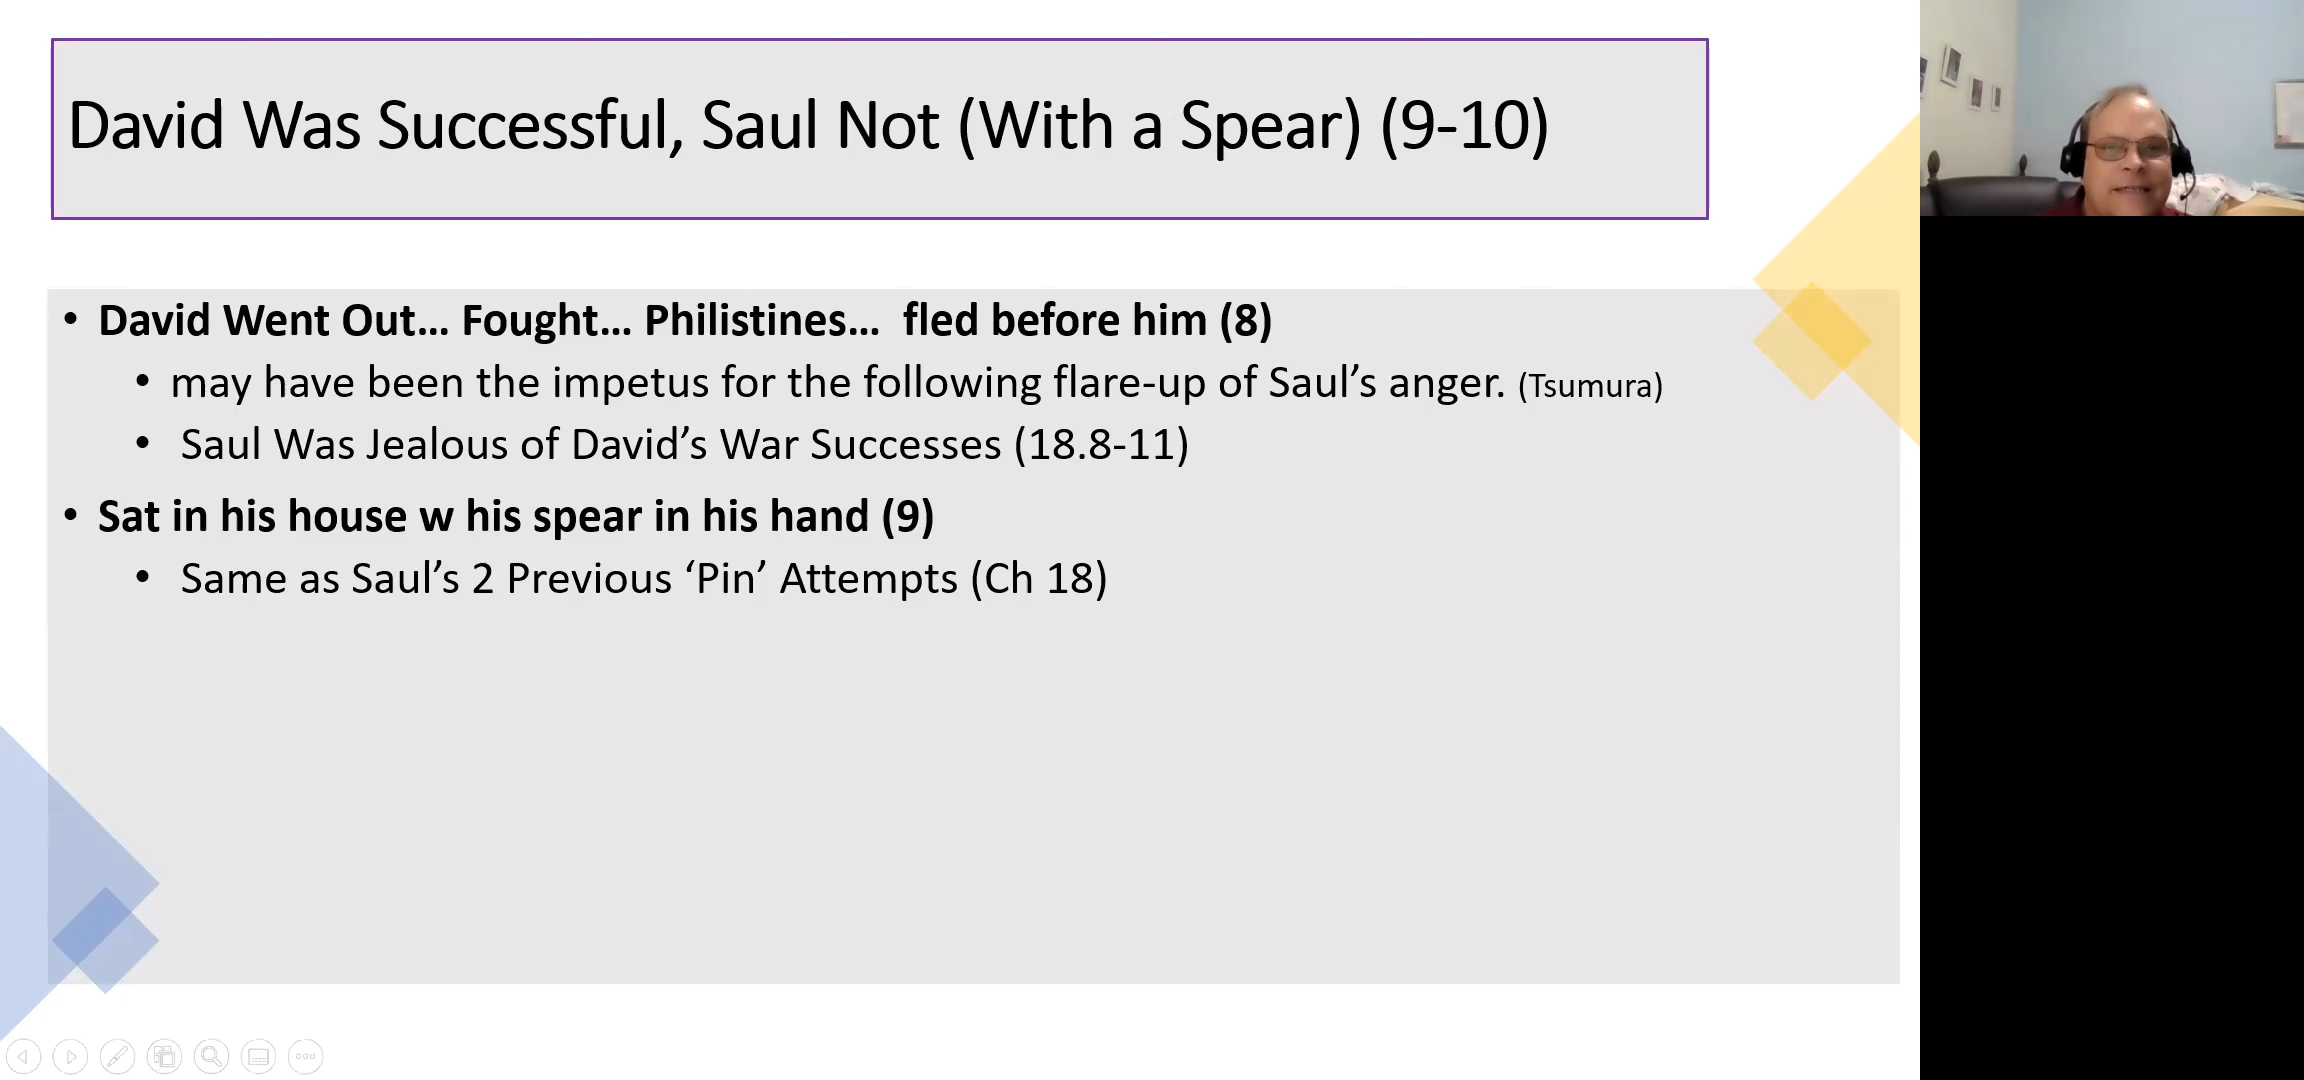 David Was Successful, Saul Not (With a Spear) (9-10)
• David Went Out… Fought… Philistines… fled before him (8)
• may have been the impetus for the following flare-up of Saul’s anger. (Tsumura)
• Saul Was Jealous of David’s War Successes (18.8-11)
• Sat in his house w his spear in his hand (9)
• Same as Saul’s 2 Previous ‘Pin’ Attempts (Ch 18)